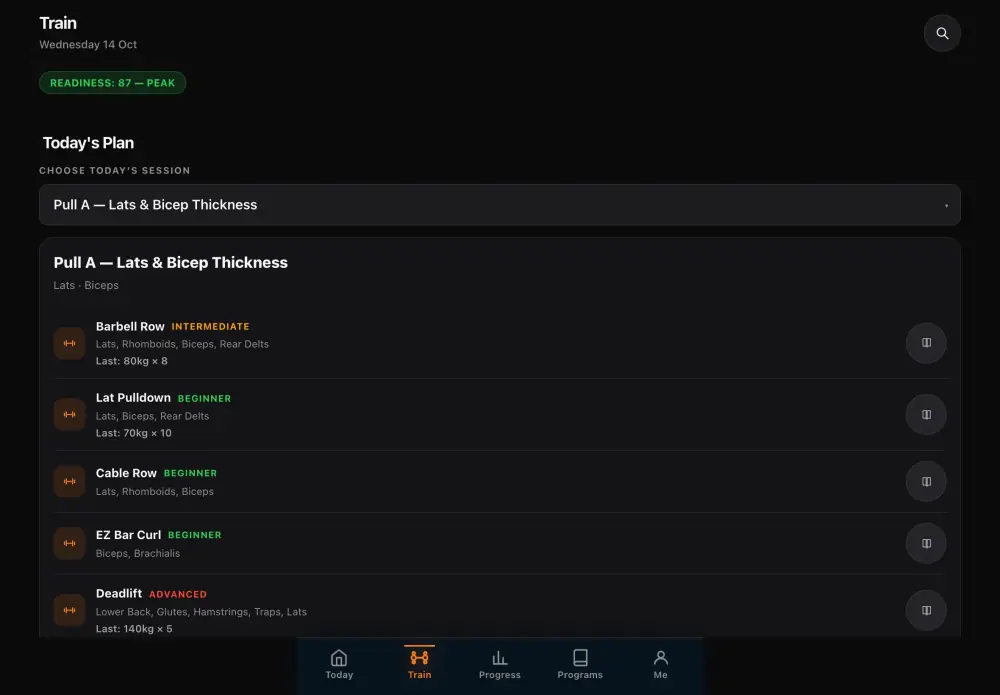 Train
Wednesday 14 Oct
READINESS: 87 — PEAK
Today's Plan
CHOOSE TODAY'S SESSION
Pull A — Lats & Bicep Thickness
Pull A — Lats & Bicep Thickness
Lats · Biceps
Barbell Row INTERMEDIATE
Lats, Rhomboids, Biceps, Rear Delts
Last: 80kg × 8
Lat Pulldown BEGINNER
Lats, Biceps, Rear Delts
Last: 70kg × 10
Cable Row BEGINNER
Lats, Rhomboids, Biceps
EZ Bar Curl BEGINNER
Biceps, Brachialis
Deadlift ADVANCED
Lower Back, Glutes, Hamstrings, Traps, Lats
Last: 140kg × 5
Today Train Progress Programs Me